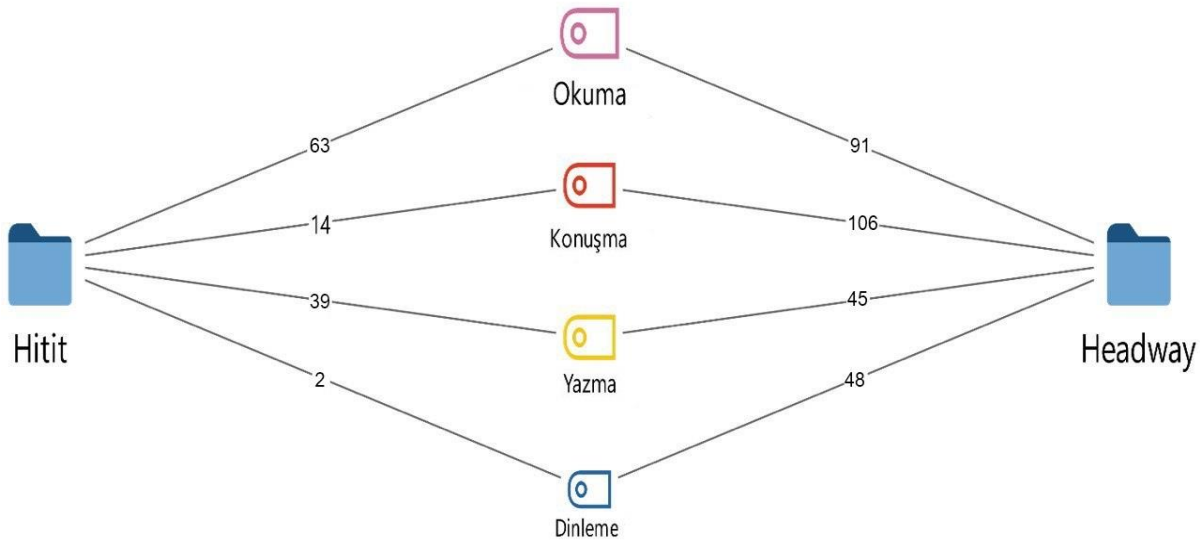 Okuma
63
91
Konuşma
14
106
Hitit
Headway
39
45
Yazma
2
48
Dinleme